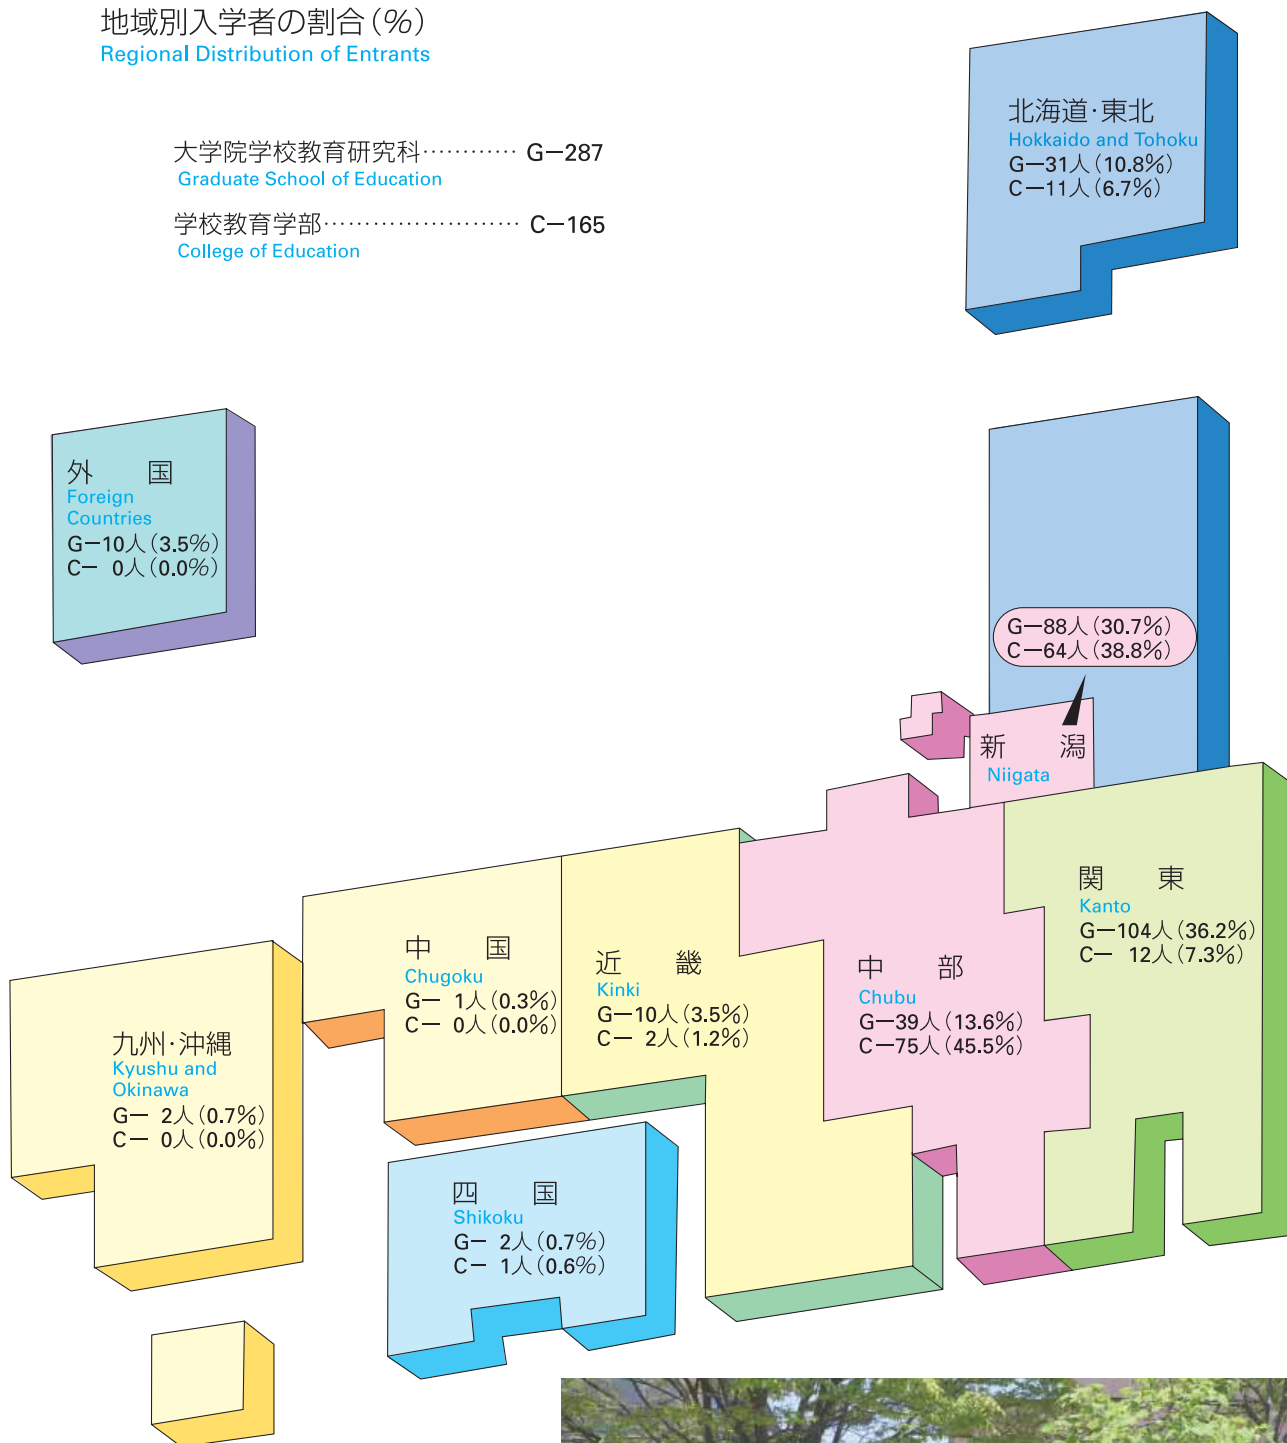 地域別入学者の割合(%)
Regional Distribution of Entrants
大学院学校教育研究科………… G−287
Graduate School of Education
学校教育学部…………………… C−165
College of Education
北海道·東北
Hokkaido and Tohoku
G−31人(10.8%)
C−11人(6.7%)
外 国
Foreign
Countries
G−10人(3.5%)
C− 0人(0.0%)
G−88人(30.7%)
C−64人(38.8%)
新 潟
Niigata
関 東
Kanto
G−104人(36.2%)
C− 12人(7.3%)
中 部
Chubu
G−39人(13.6%)
C−75人(45.5%)
近 畿
Kinki
G−10人(3.5%)
C− 2人(1.2%)
中 国
Chugoku
G− 1人(0.3%)
C− 0人(0.0%)
九州·沖縄
Kyushu and
Okinawa
G− 2人(0.7%)
C− 0人(0.0%)
四 国
Shikoku
G− 2人(0.7%)
C− 1人(0.6%)